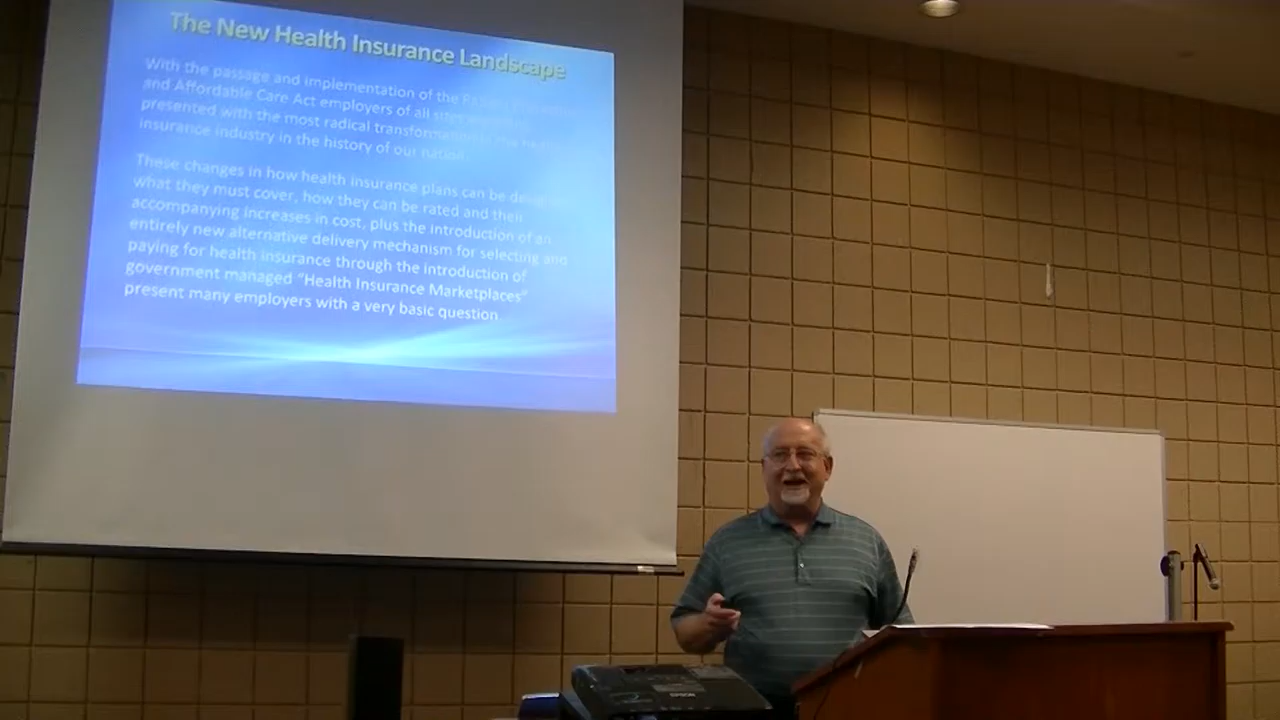 The New Health Insurance Landscape
With the passage and implementation of the
and Affordable Care Act employers of all sizes
presented with the most radical transformation
insurance industry in the history of our nation.
These changes in how health insurance plans can be
what they must cover, how they can be rated and their
accompanying increases in cost, plus the introduction of an
entirely new alternative delivery mechanism for selecting and
paying for health insurance through the introduction of
government managed "Health Insurance Marketplaces"
present many employers with a very basic question
EPSON